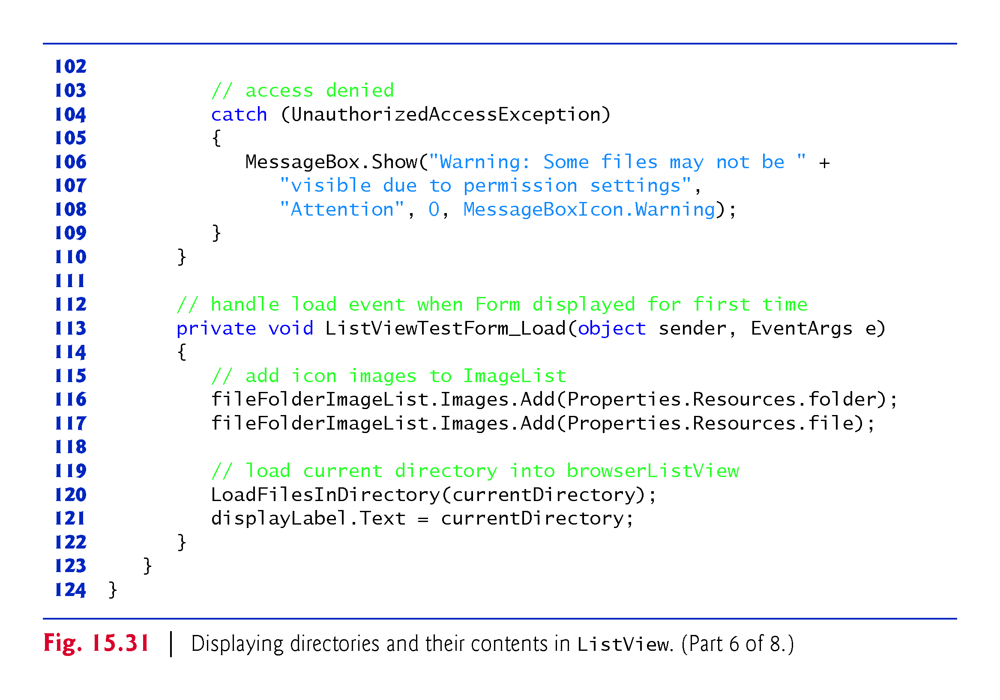 102
103 // access denied
104 catch (UnauthorizedAccessException)
105 {
106 MessageBox.Show("Warning: Some files may not be " +
107 "visible due to permission settings",
108 "Attention", 0, MessageBoxIcon.Warning);
109 }
110 }
111
112 // handle load event when Form displayed for first time
113 private void ListViewTestForm_Load(object sender, EventArgs e)
114 {
115 // add icon images to ImageList
116 fileFolderImageList.Images.Add(Properties.Resources.folder);
117 fileFolderImageList.Images.Add(Properties.Resources.file);
118
119 // load current directory into browserListView
120 LoadFilesInDirectory(currentDirectory);
121 displayLabel.Text = currentDirectory;
122 }
123 }
124 }
Fig. 15.31 | Displaying directories and their contents in ListView. (Part 6 of 8.)